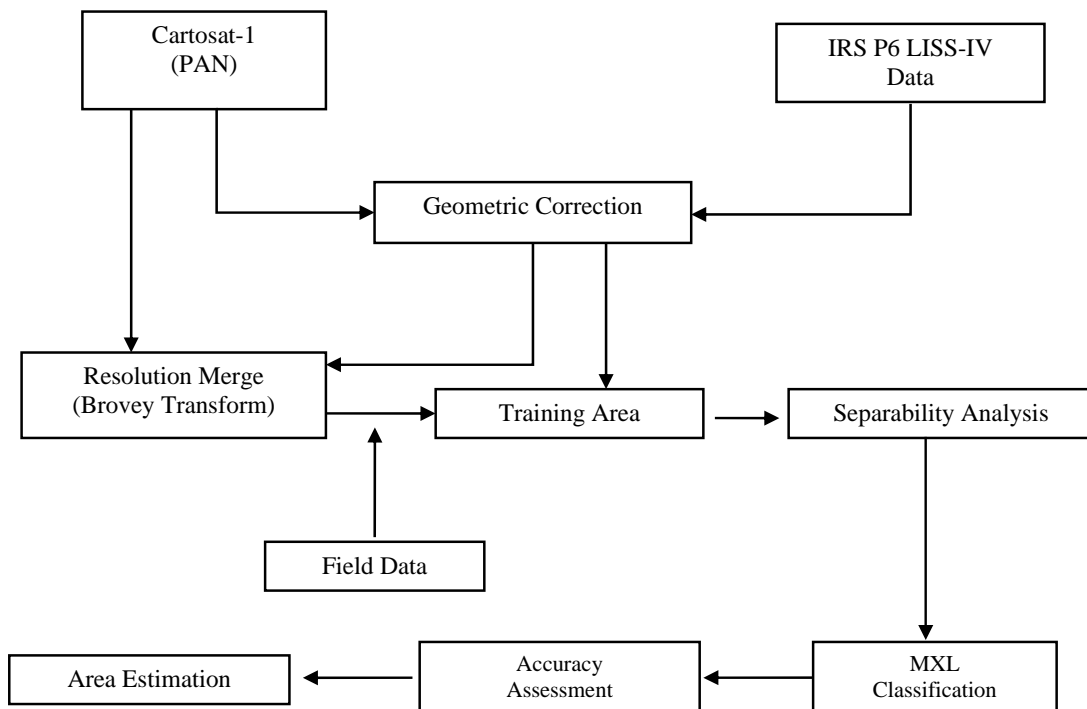 Cartosat-1
(PAN)
IRS P6 LISS-IV
Data
Geometric Correction
Resolution Merge
(Brovey Transform)
Training Area
Separability Analysis
Field Data
Area Estimation
Accuracy
Assessment
MXL
Classification